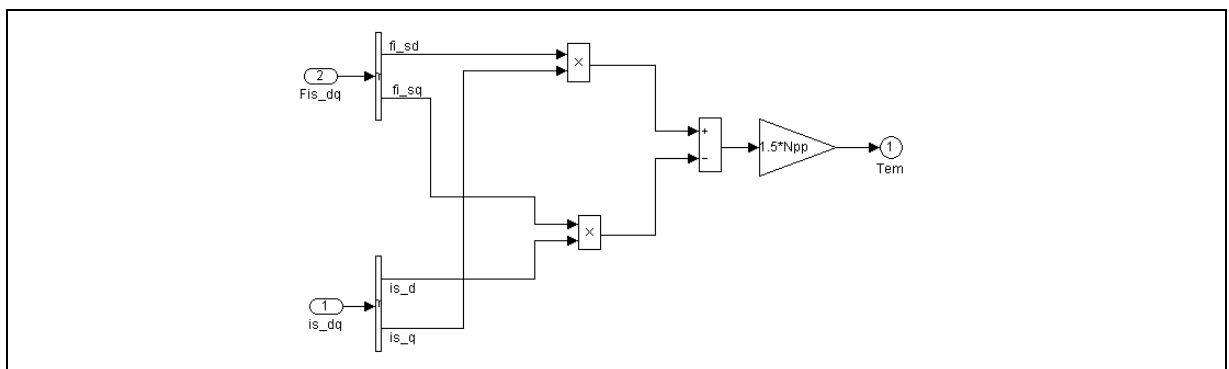 fi_sd
2
Fis_dq
fi_sq
×
+
−
1.5*Npp
1
Tem
×
is_d
1
is_dq
is_q